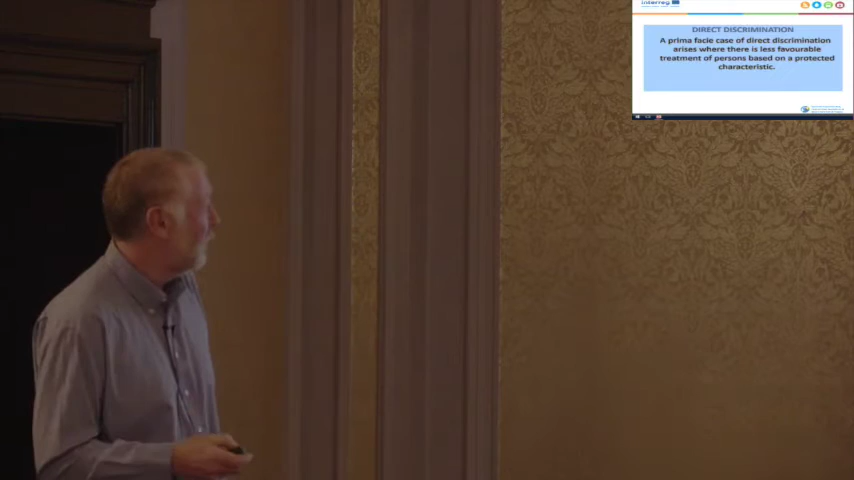 Interreg
DIRECT DISCRIMINATION
A prima facie case of direct discrimination
arises where there is less favourable
treatment of persons based on a protected
characteristic.